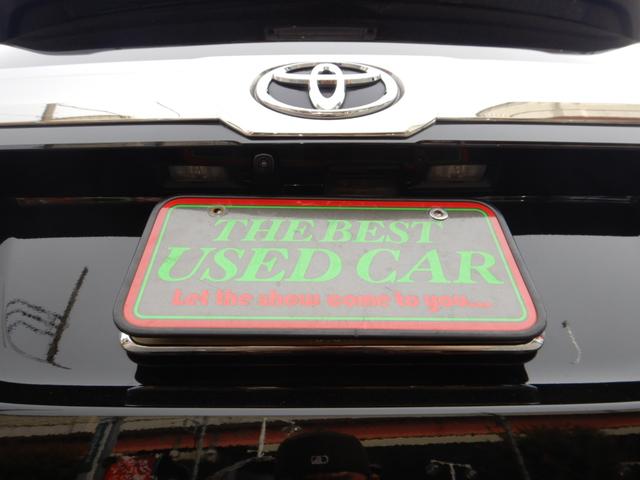 THE BEST
USED CAR
Let the show come to you...